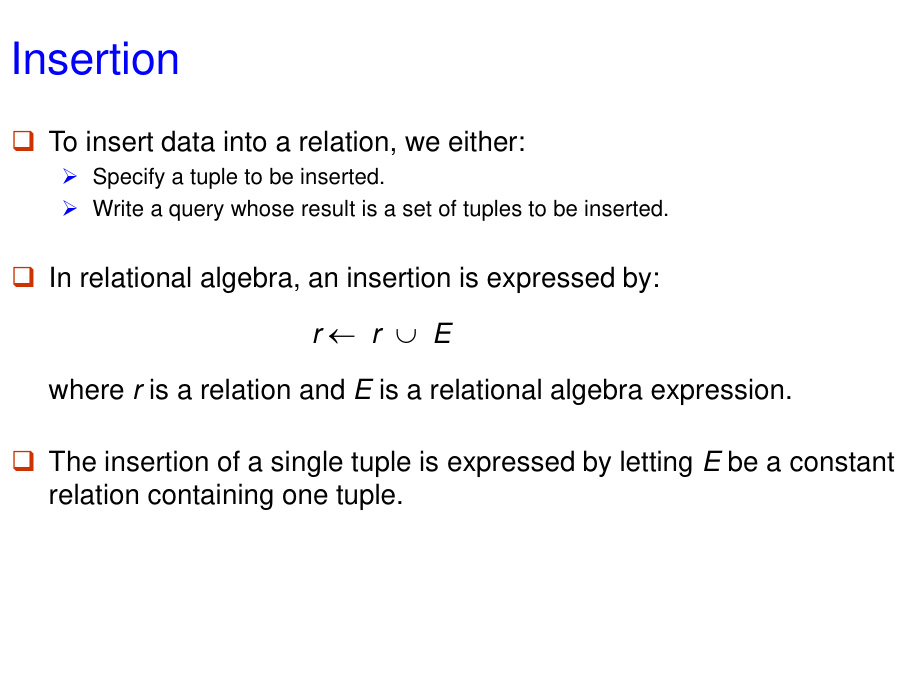 Insertion
❑ To insert data into a relation, we either:
➢ Specify a tuple to be inserted.
➢ Write a query whose result is a set of tuples to be inserted.
❑ In relational algebra, an insertion is expressed by:
r ← r ∪ E
where r is a relation and E is a relational algebra expression.
❑ The insertion of a single tuple is expressed by letting E be a constant
relation containing one tuple.